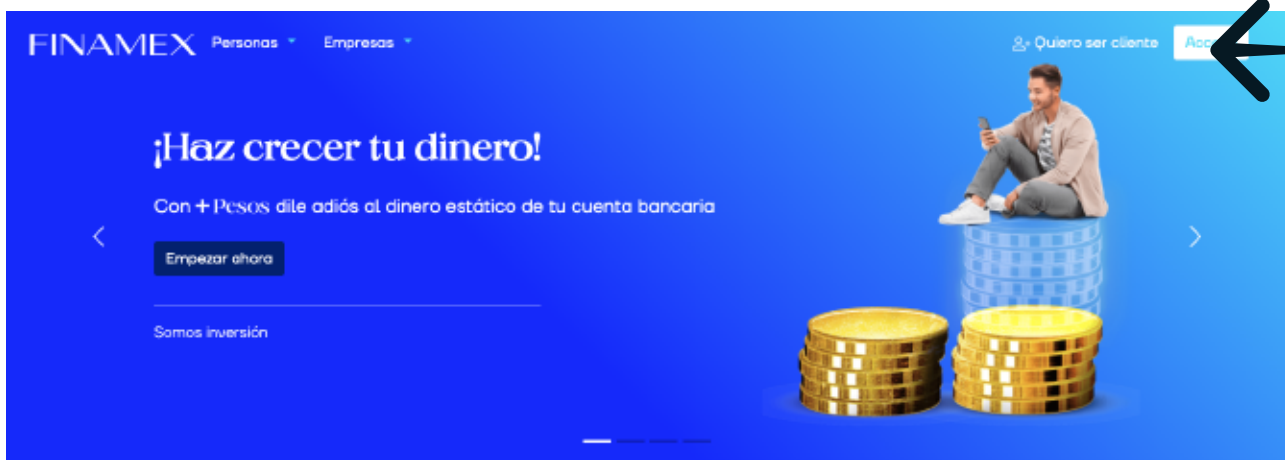 FINAMEX Personas Empresas Quiero ser cliente
¡Haz crecer tu dinero!
Con +Pesos dile adiós al dinero estático de tu cuenta bancaria
Empezar ahora
Somos inversión